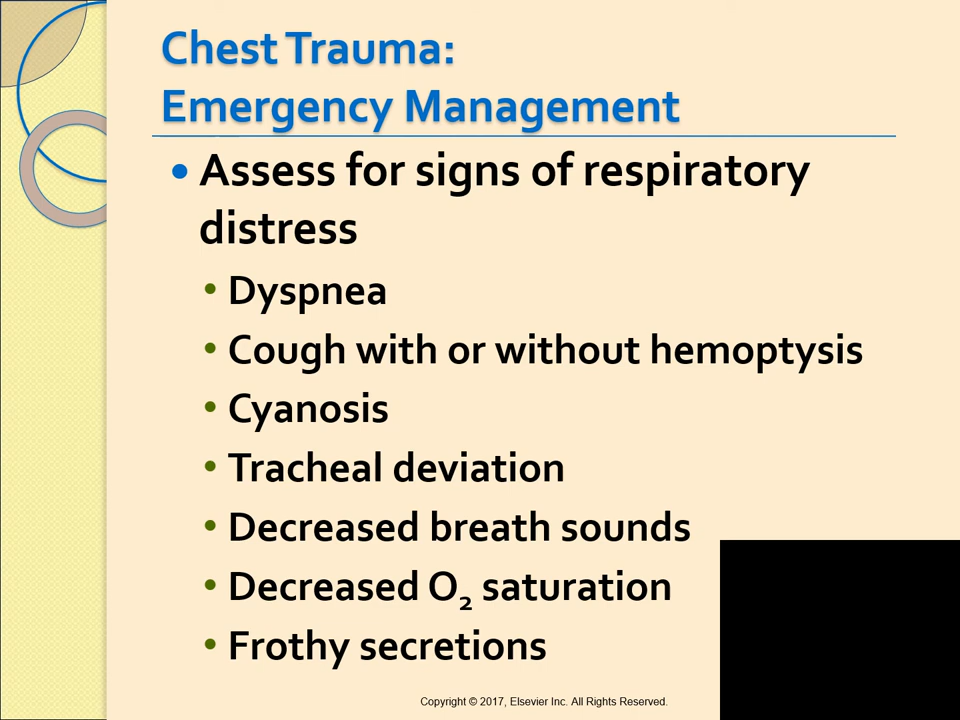 Chest Trauma:
Emergency Management
• Assess for signs of respiratory
distress
• Dyspnea
• Cough with or without hemoptysis
• Cyanosis
• Tracheal deviation
• Decreased breath sounds
• Decreased O₂ saturation
• Frothy secretions
Copyright © 2017, Elsevier Inc. All Rights Reserved.